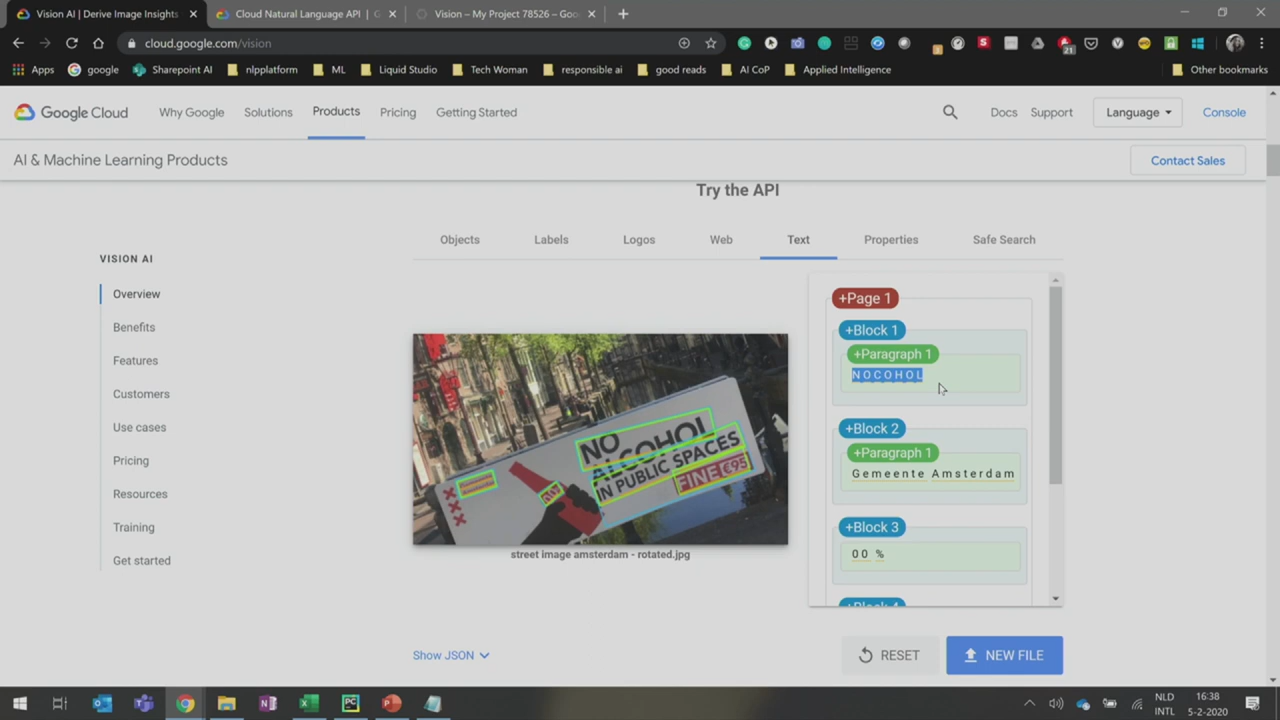 Vision AI | Derive Image Insights
Cloud Natural Language API | G
Vision – My Project 78526 – Goo
cloud.google.com/vision
21
Apps
google
Sharepoint AI
nlpplatform
ML
Liquid Studio
Tech Woman
responsible ai
good reads
AI CoP
Applied Intelligence
Other bookmarks
Google Cloud
Why Google
Solutions
Products
Pricing
Getting Started
Docs
Support
Language
Console
AI & Machine Learning Products
Contact Sales
Try the API
Objects
Labels
Logos
Web
Text
Properties
Safe Search
VISION AI
Overview
Benefits
Features
Customers
Use cases
Pricing
Resources
Training
Get started
NO
ALCOHOL
IN PUBLIC SPACES
FINE €95
street image amsterdam - rotated.jpg
+Page 1
+Block 1
+Paragraph 1
N O C O H O L
+Block 2
+Paragraph 1
G e m e e n t e A m s t e r d a m
+Block 3
0 0 %
+Block 4
Show JSON
RESET
NEW FILE
NLD
INTL
16:38
5-2-2020